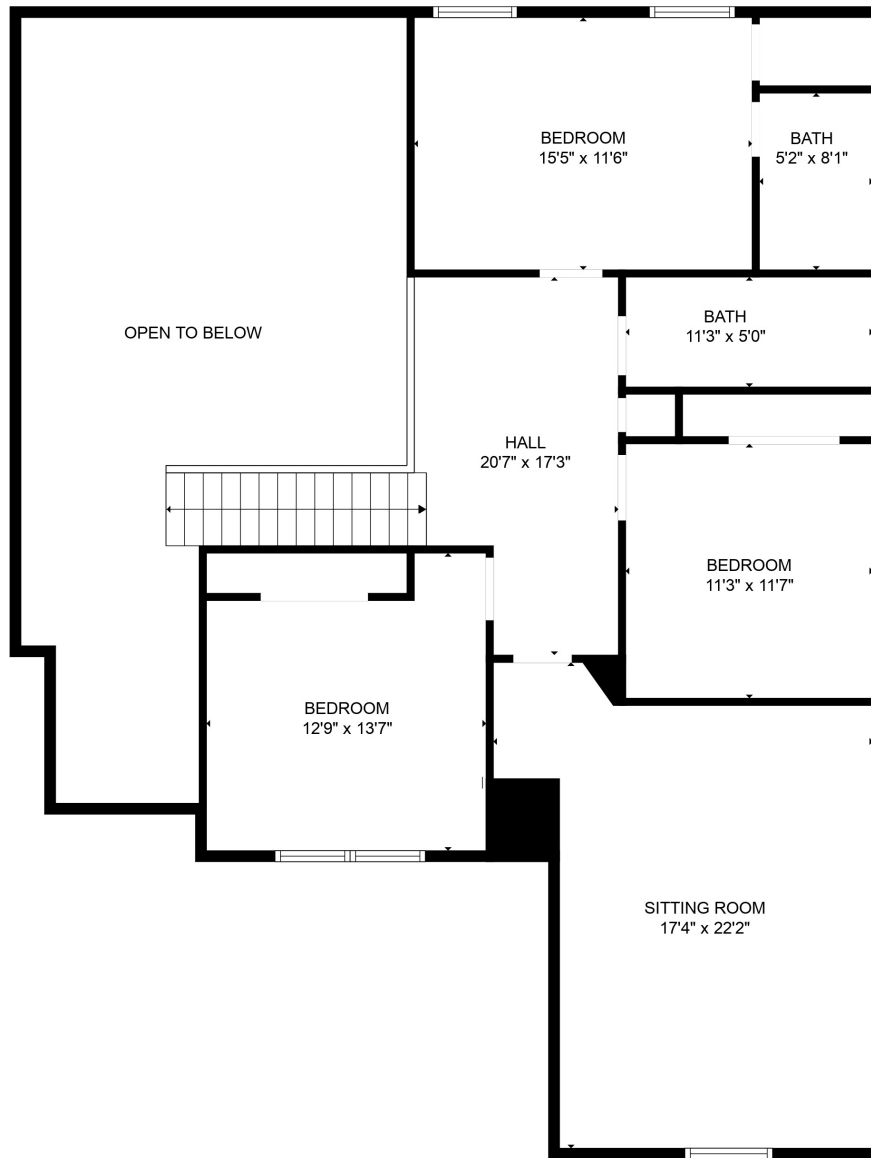 BEDROOM
15'5" x 11'6"
BATH
5'2" x 8'1"
OPEN TO BELOW
BATH
11'3" x 5'0"
HALL
20'7" x 17'3"
BEDROOM
11'3" x 11'7"
BEDROOM
12'9" x 13'7"
SITTING ROOM
17'4" x 22'2"